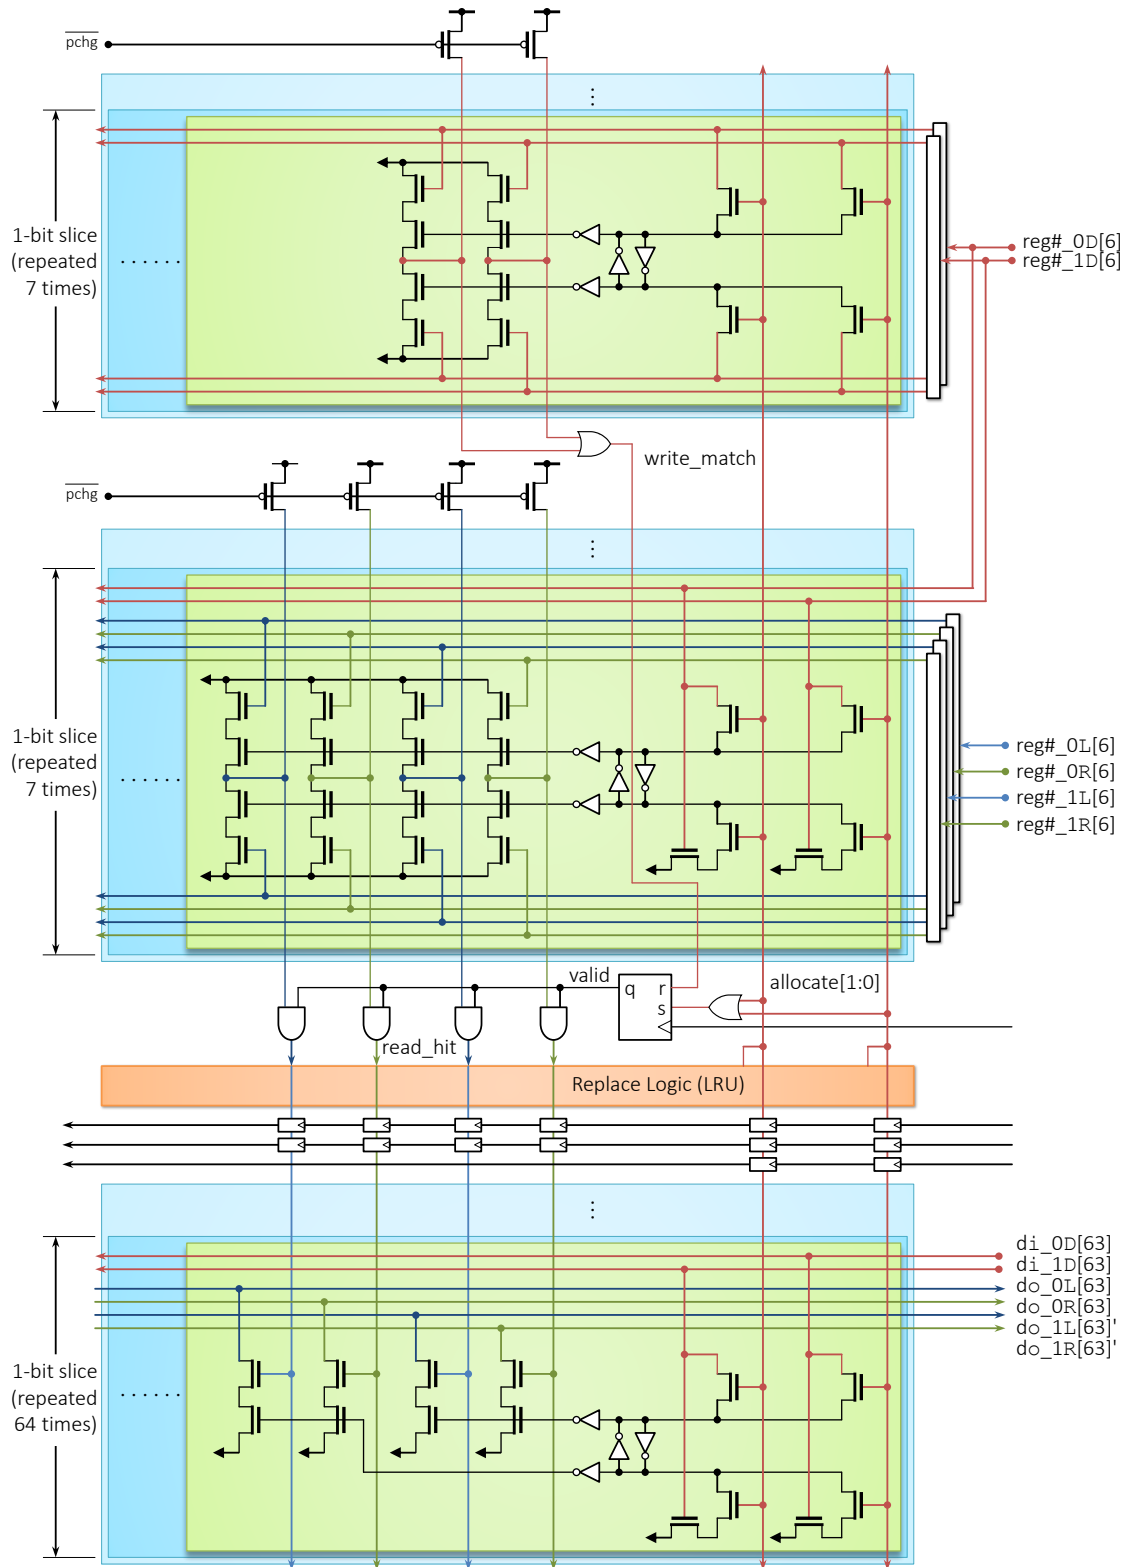 pchg
⋮
1-bit slice
(repeated
7 times)
......
reg#_0D[6]
reg#_1D[6]
write_match
pchg
⋮
1-bit slice
(repeated
7 times)
......
reg#_0L[6]
reg#_0R[6]
reg#_1L[6]
reg#_1R[6]
valid
q
r
s
allocate[1:0]
read_hit
Replace Logic (LRU)
⋮
di_0D[63]
di_1D[63]
do_0L[63]
do_0R[63]
do_1L[63]'
do_1R[63]'
1-bit slice
(repeated
64 times)
......